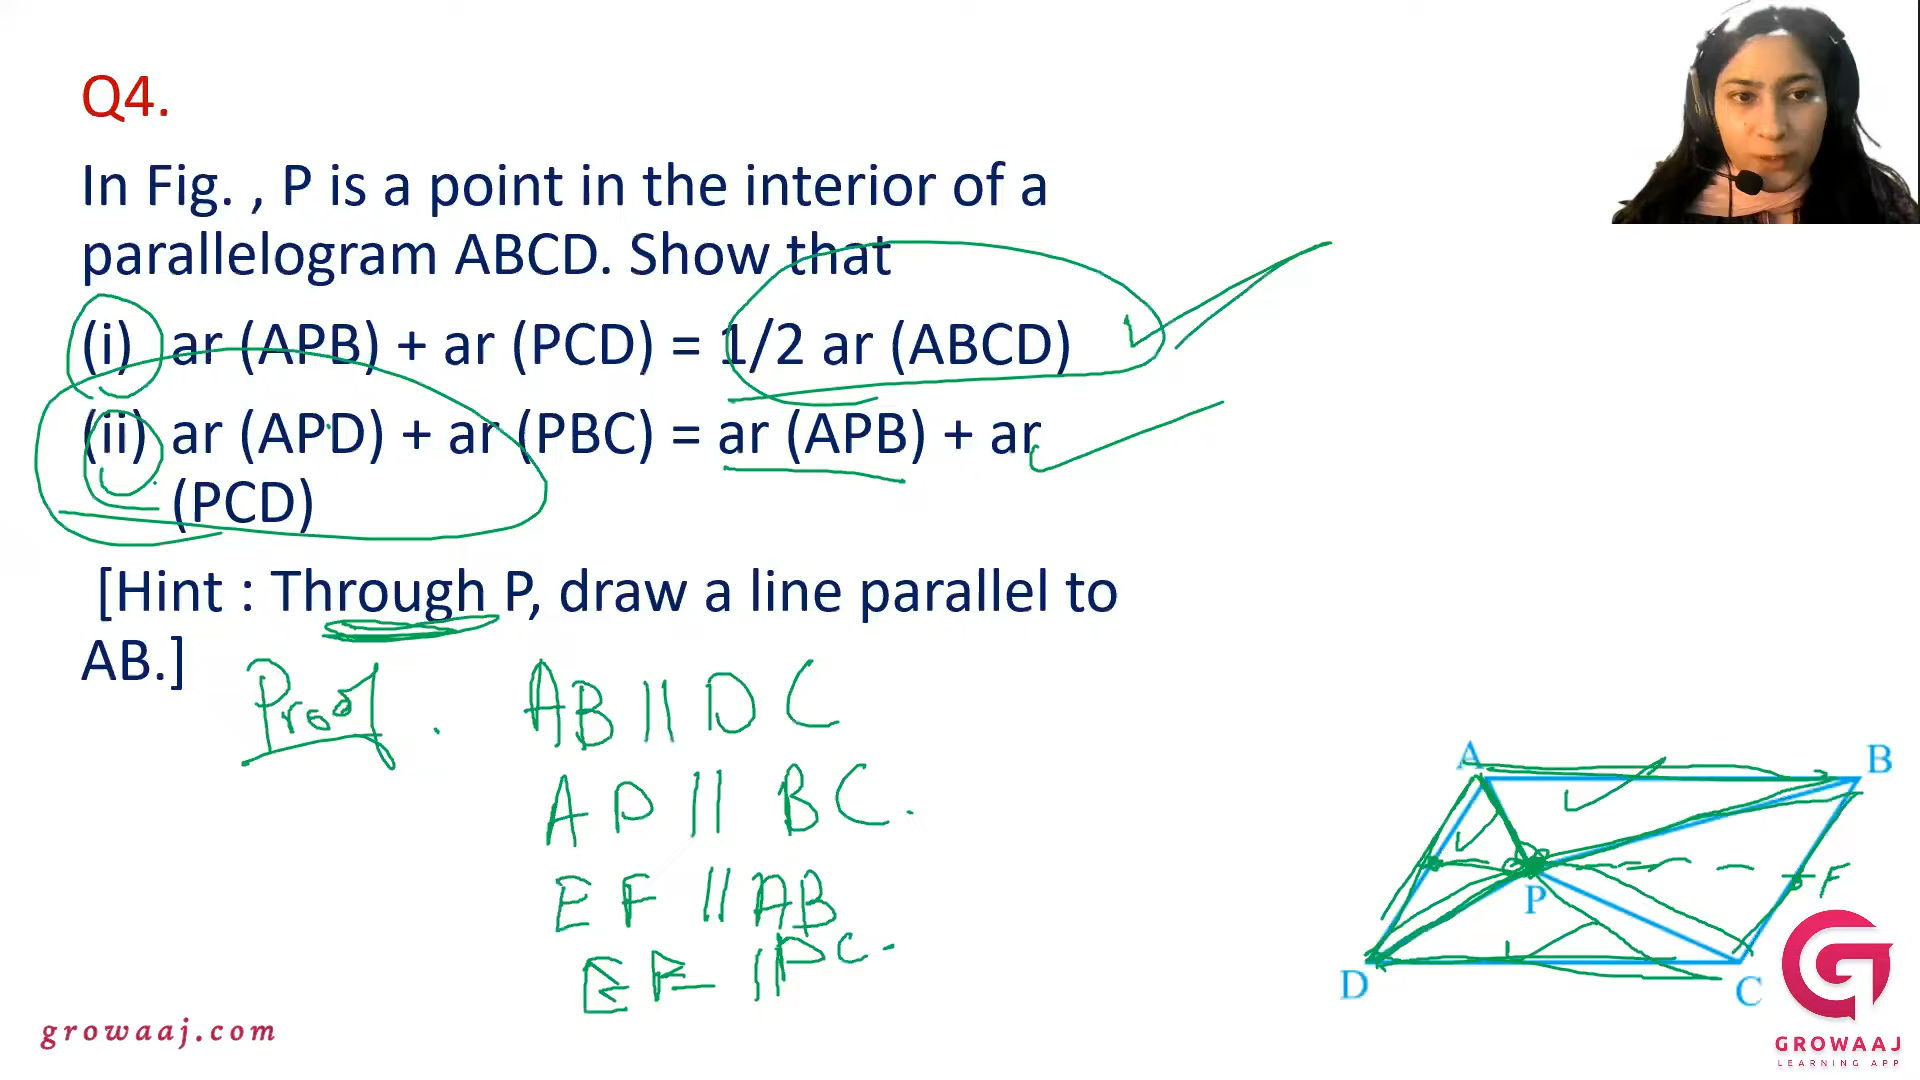 Q4.
In Fig. , P is a point in the interior of a
parallelogram ABCD. Show that
(i) ar (APB) + ar (PCD) = 1/2 ar (ABCD)
(ii) ar (APD) + ar (PBC) = ar (APB) + ar
(PCD)
[Hint : Through P, draw a line parallel to
AB.]
Proof.
AB || DC
AD || BC.
EF || AB
EF || DC.
A
B
P
F
D
C
growaaj.com
GROWAAJ
LEARNING APP